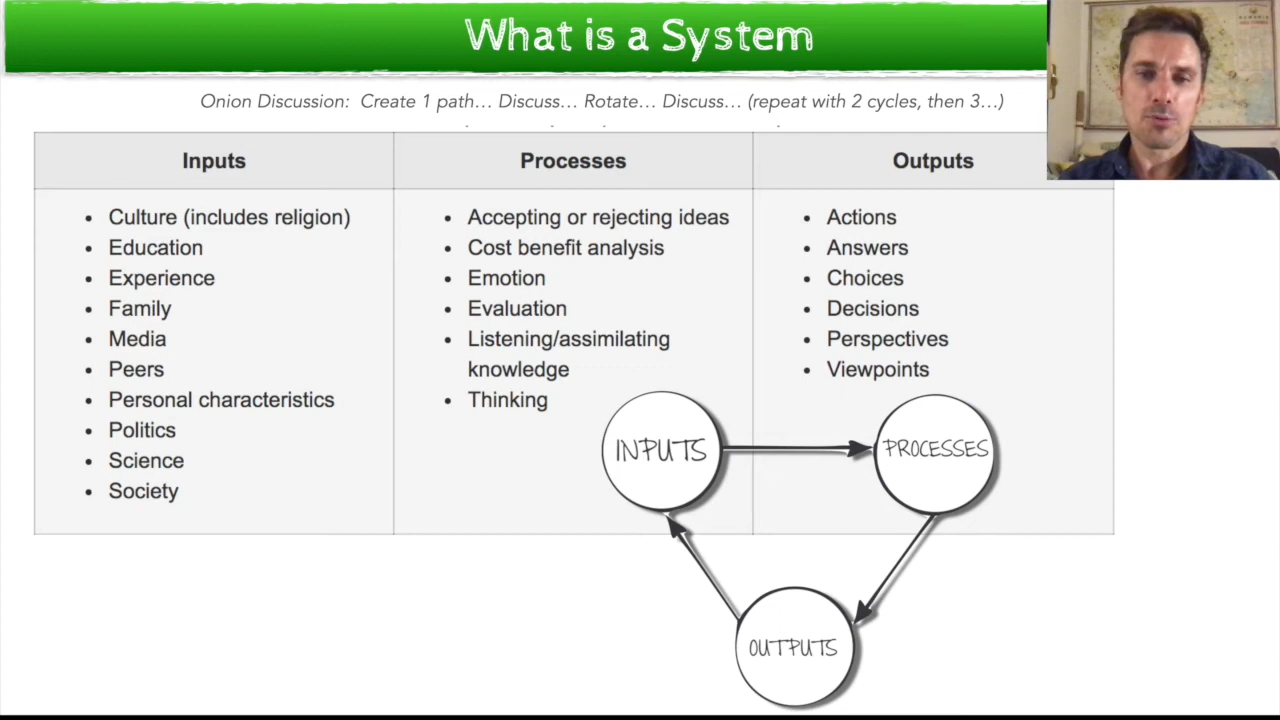 What is a System
Onion Discussion: Create 1 path... Discuss... Rotate... Discuss... (repeat with 2 cycles, then 3...)
Inputs
Processes
Outputs
• Culture (includes religion)
• Education
• Experience
• Family
• Media
• Peers
• Personal characteristics
• Politics
• Science
• Society
• Accepting or rejecting ideas
• Cost benefit analysis
• Emotion
• Evaluation
• Listening/assimilating
knowledge
• Thinking
• Actions
• Answers
• Choices
• Decisions
• Perspectives
• Viewpoints
INPUTS
PROCESSES
OUTPUTS